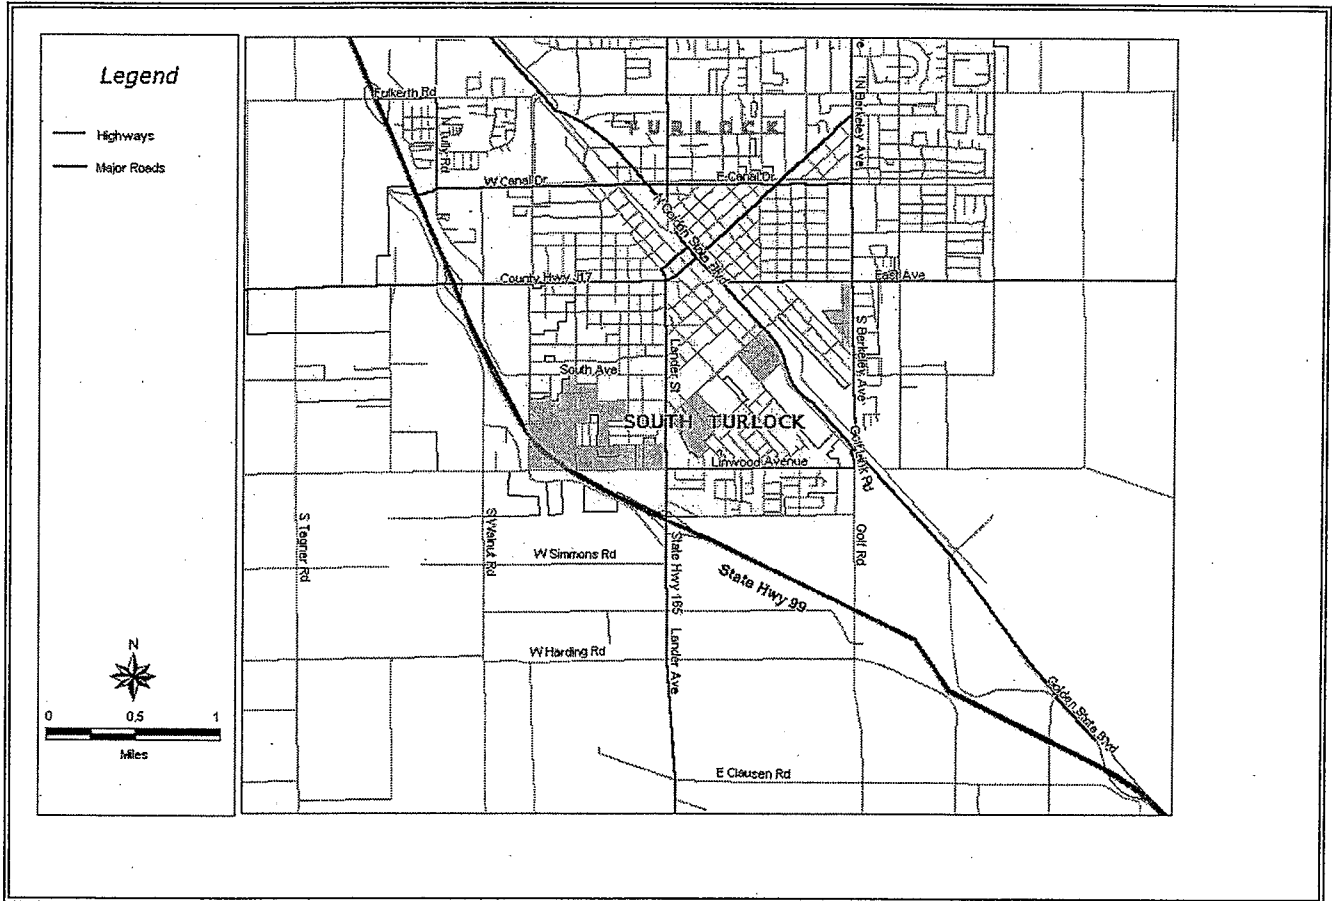 Legend
Highways
Major Roads
N
0 0.5 1
Miles
Fulkerth Rd
N Tully Rd
TURLOCK
N Berkeley Ave
W Canal Dr
E Canal Dr
N Golden State Blvd
County Hwy J17
East Ave
Lander St
S Berkeley Ave
South Ave
SOUTH TURLOCK
Linwood Avenue
Golf Rd
S Tegner Rd
S Walnut Rd
W Simmons Rd
State Hwy 165
State Hwy 99
W Harding Rd
Lander Ave
Golden State Blvd
E Clausen Rd